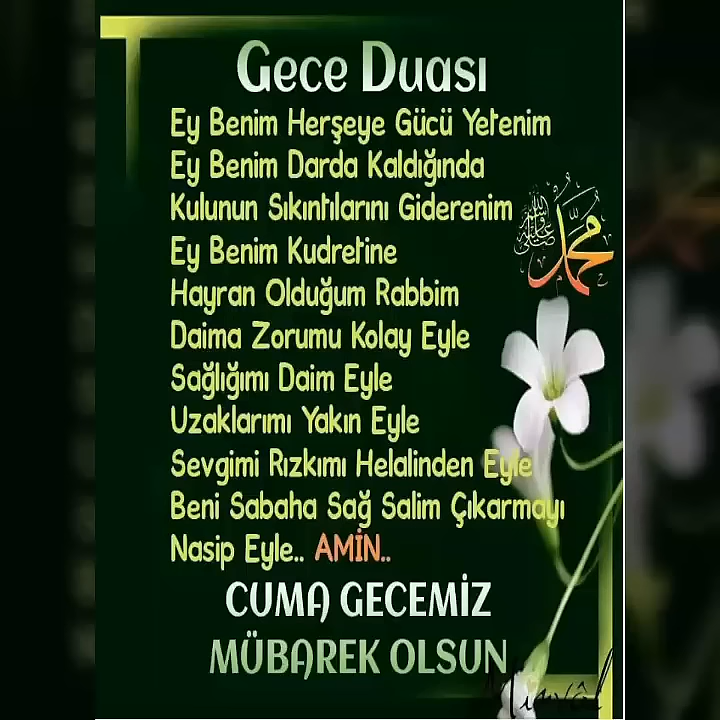 Gece Duası
Ey Benim Herşeye Gücü Yetenim
Ey Benim Darda Kaldığında
Kulunun Sıkıntılarını Giderenim
Ey Benim Kudretine
Hayran Olduğum Rabbim
Daima Zorumu Kolay Eyle
Sağlığımı Daim Eyle
Uzaklarımı Yakın Eyle
Sevgimi Rızkımı Helalinden Eyle
Beni Sabaha Sağ Salim Çıkarmayı
Nasip Eyle.. AMİN..
محمد
CUMA GECEMİZ
MÜBAREK OLSUN